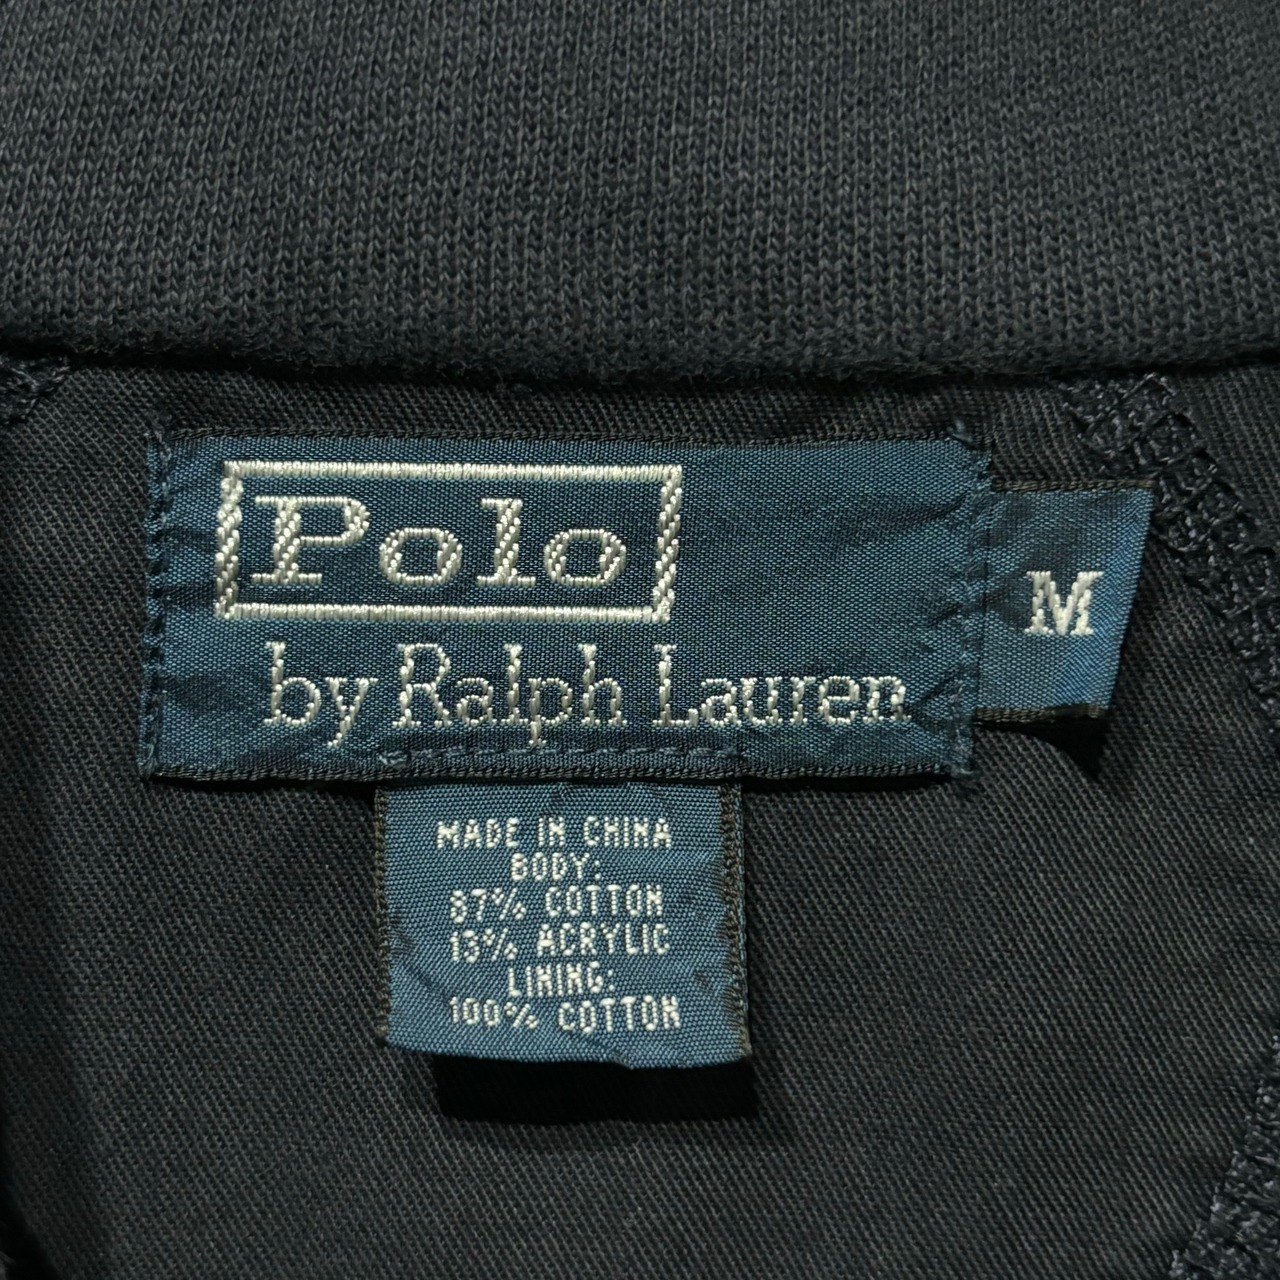 Polo
by Ralph Lauren
M
MADE IN CHINA
BODY:
87% COTTON
13% ACRYLIC
LINING:
100% COTTON